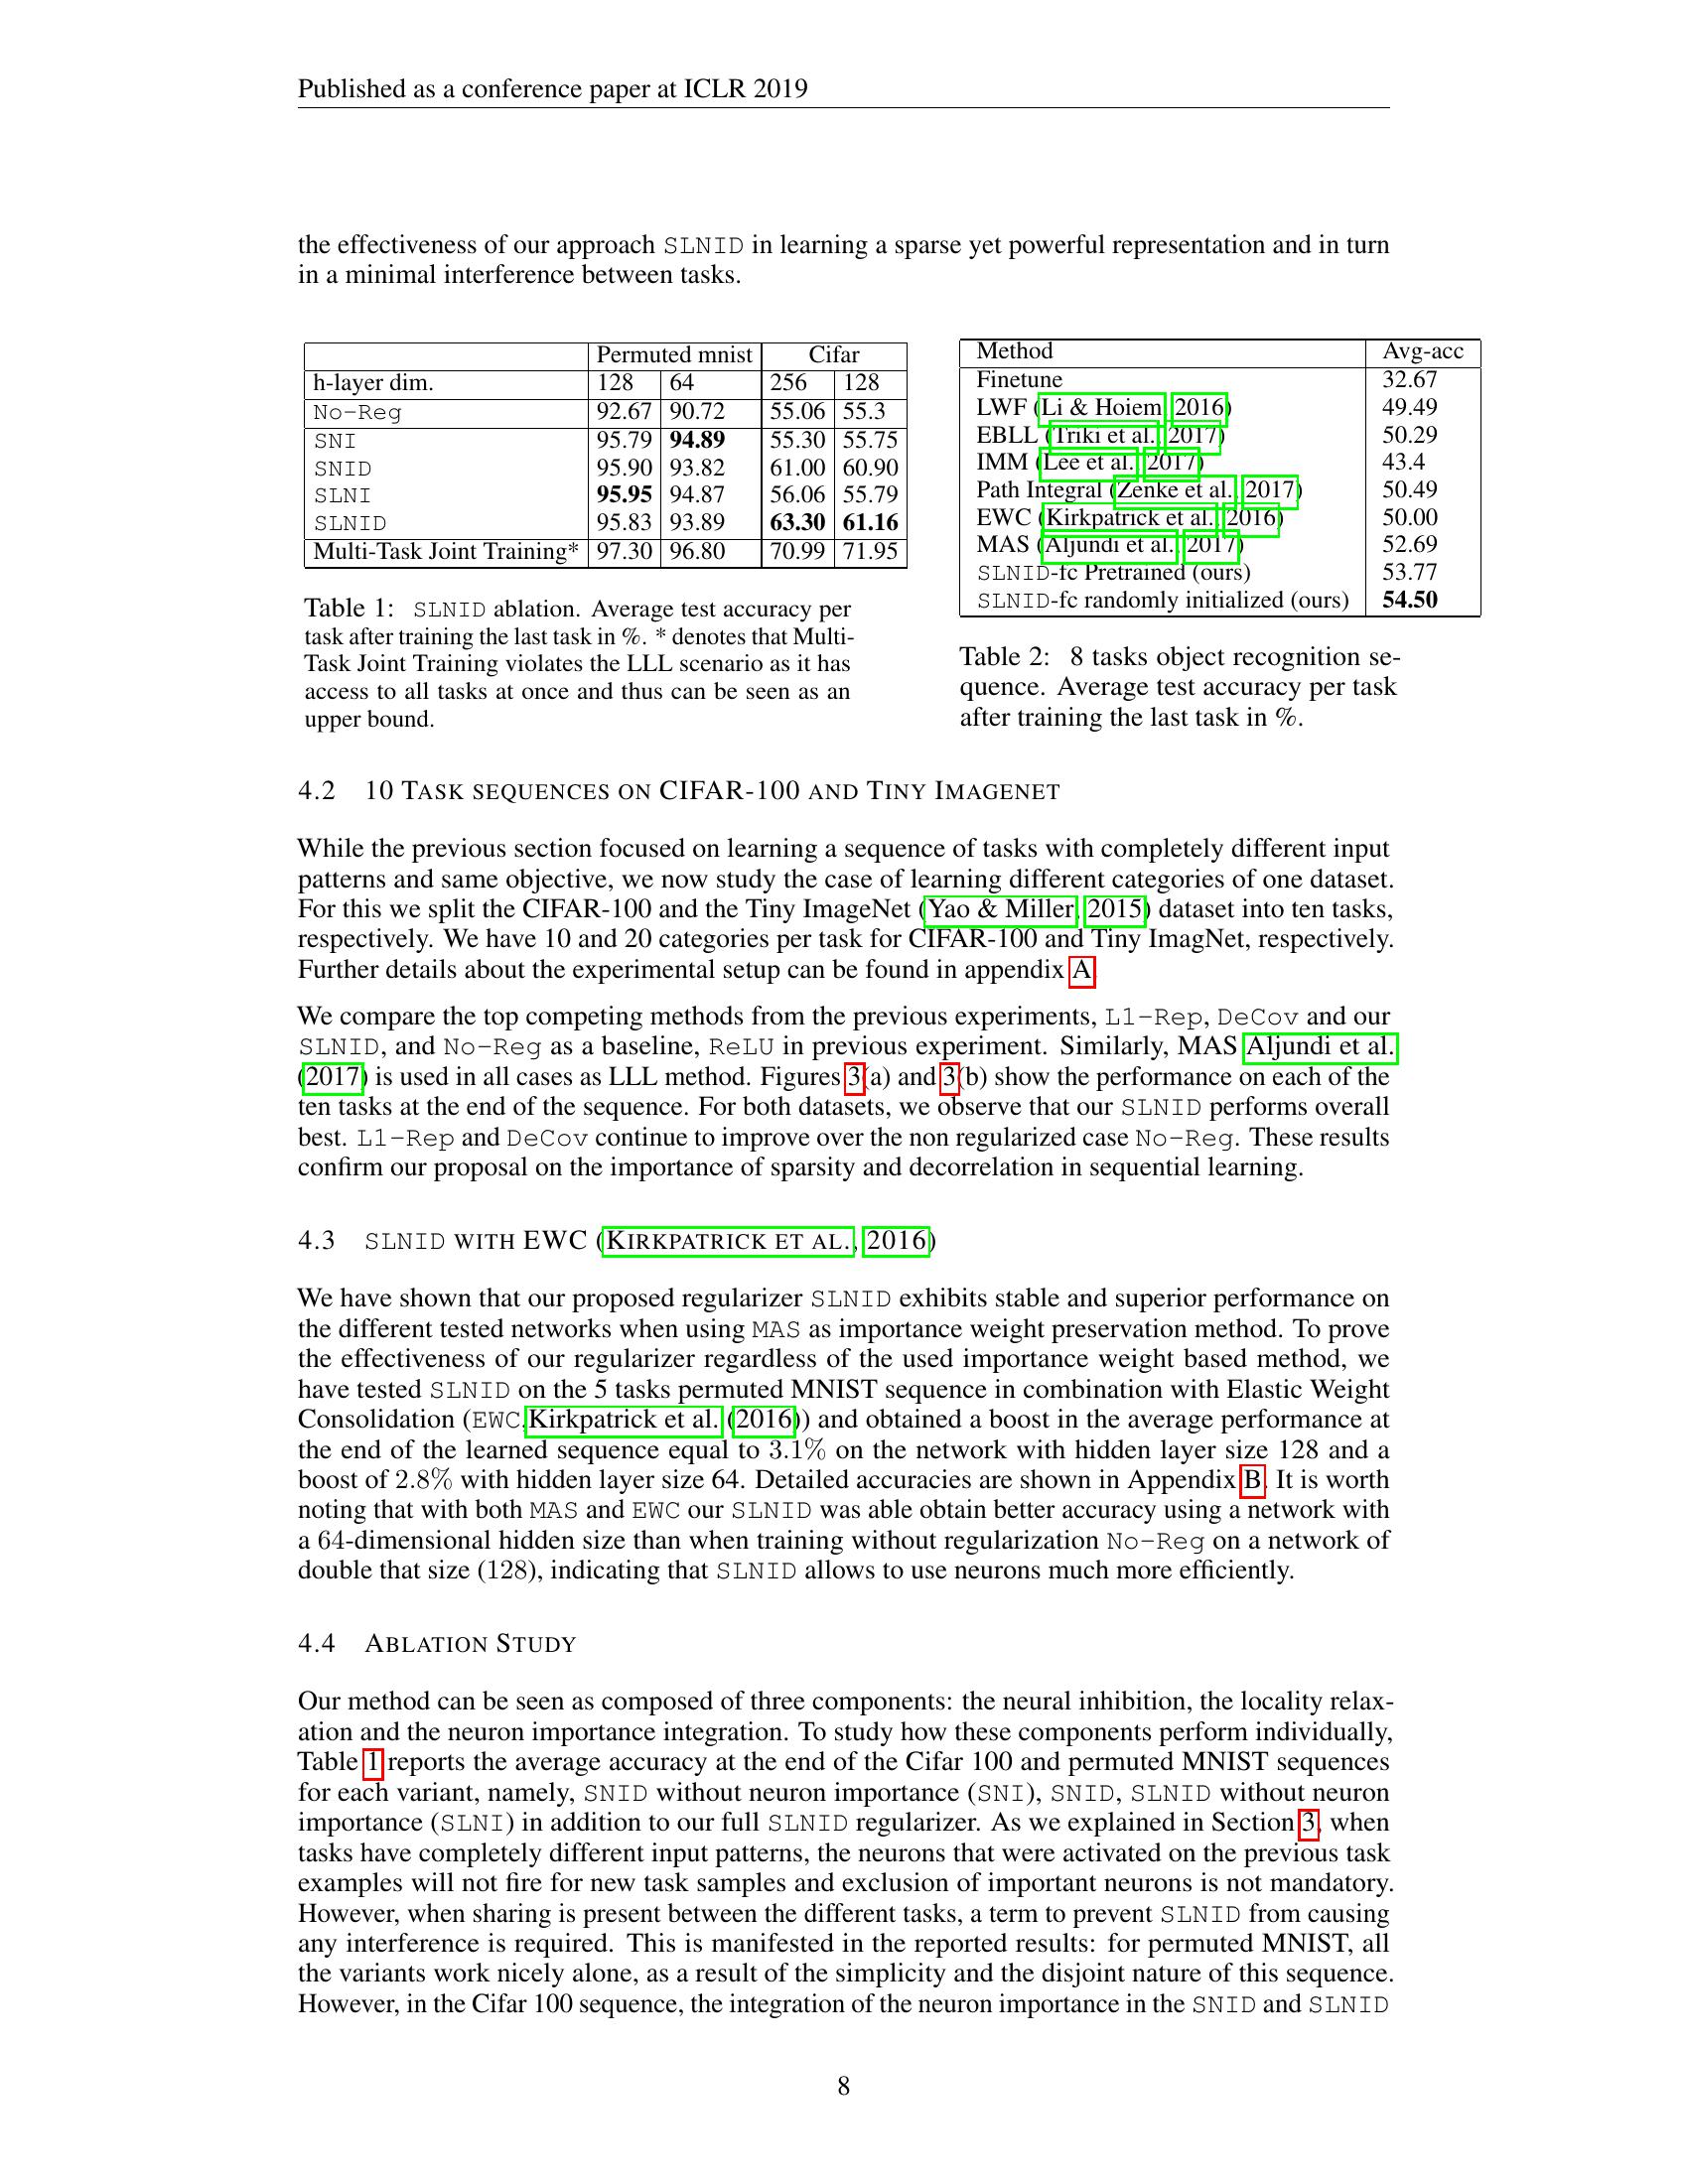 Published as a conference paper at ICLR 2019
the effectiveness of our approach SLNID in learning a sparse yet powerful representation and in turn
in a minimal interference between tasks.
Permuted mnist Cifar
h-layer dim. 128 64 256 128
No-Reg 92.67 90.72 55.06 55.3
SNI 95.79 94.89 55.30 55.75
SNID 95.90 93.82 61.00 60.90
SLNI 95.95 94.87 56.06 55.79
SLNID 95.83 93.89 63.30 61.16
Multi-Task Joint Training* 97.30 96.80 70.99 71.95
Table 1: SLNID ablation. Average test accuracy per
task after training the last task in %. * denotes that Multi-
Task Joint Training violates the LLL scenario as it has
access to all tasks at once and thus can be seen as an
upper bound.
Method Avg-acc
Finetune 32.67
LWF (Li & Hoiem, 2016) 49.49
EBLL (Triki et al., 2017) 50.29
IMM (Lee et al., 2017) 43.4
Path Integral (Zenke et al., 2017) 50.49
EWC (Kirkpatrick et al., 2016) 50.00
MAS (Aljundi et al., 2017) 52.69
SLNID-fc Pretrained (ours) 53.77
SLNID-fc randomly initialized (ours) 54.50
Table 2: 8 tasks object recognition se-
quence. Average test accuracy per task
after training the last task in %.
4.2 10 TASK SEQUENCES ON CIFAR-100 AND TINY IMAGENET
While the previous section focused on learning a sequence of tasks with completely different input
patterns and same objective, we now study the case of learning different categories of one dataset.
For this we split the CIFAR-100 and the Tiny ImageNet (Yao & Miller, 2015) dataset into ten tasks,
respectively. We have 10 and 20 categories per task for CIFAR-100 and Tiny ImagNet, respectively.
Further details about the experimental setup can be found in appendix A.
We compare the top competing methods from the previous experiments, L1-Rep, DeCov and our
SLNID, and No-Reg as a baseline, ReLU in previous experiment. Similarly, MAS Aljundi et al.
(2017) is used in all cases as LLL method. Figures 3(a) and 3(b) show the performance on each of the
ten tasks at the end of the sequence. For both datasets, we observe that our SLNID performs overall
best. L1-Rep and DeCov continue to improve over the non regularized case No-Reg. These results
confirm our proposal on the importance of sparsity and decorrelation in sequential learning.
4.3 SLNID WITH EWC (KIRKPATRICK ET AL., 2016)
We have shown that our proposed regularizer SLNID exhibits stable and superior performance on
the different tested networks when using MAS as importance weight preservation method. To prove
the effectiveness of our regularizer regardless of the used importance weight based method, we
have tested SLNID on the 5 tasks permuted MNIST sequence in combination with Elastic Weight
Consolidation (EWC, Kirkpatrick et al. (2016)) and obtained a boost in the average performance at
the end of the learned sequence equal to 3.1% on the network with hidden layer size 128 and a
boost of 2.8% with hidden layer size 64. Detailed accuracies are shown in Appendix B. It is worth
noting that with both MAS and EWC our SLNID was able obtain better accuracy using a network with
a 64-dimensional hidden size than when training without regularization No-Reg on a network of
double that size (128), indicating that SLNID allows to use neurons much more efficiently.
4.4 ABLATION STUDY
Our method can be seen as composed of three components: the neural inhibition, the locality relax-
ation and the neuron importance integration. To study how these components perform individually,
Table 1 reports the average accuracy at the end of the Cifar 100 and permuted MNIST sequences
for each variant, namely, SNID without neuron importance (SNI), SNID, SLNID without neuron
importance (SLNI) in addition to our full SLNID regularizer. As we explained in Section 3, when
tasks have completely different input patterns, the neurons that were activated on the previous task
examples will not fire for new task samples and exclusion of important neurons is not mandatory.
However, when sharing is present between the different tasks, a term to prevent SLNID from causing
any interference is required. This is manifested in the reported results: for permuted MNIST, all
the variants work nicely alone, as a result of the simplicity and the disjoint nature of this sequence.
However, in the Cifar 100 sequence, the integration of the neuron importance in the SNID and SLNID
8